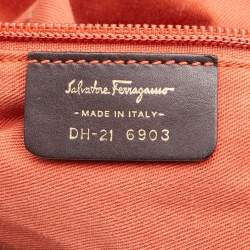 Salvatore Ferragamo
—MADE IN ITALY—
DH-21 6903